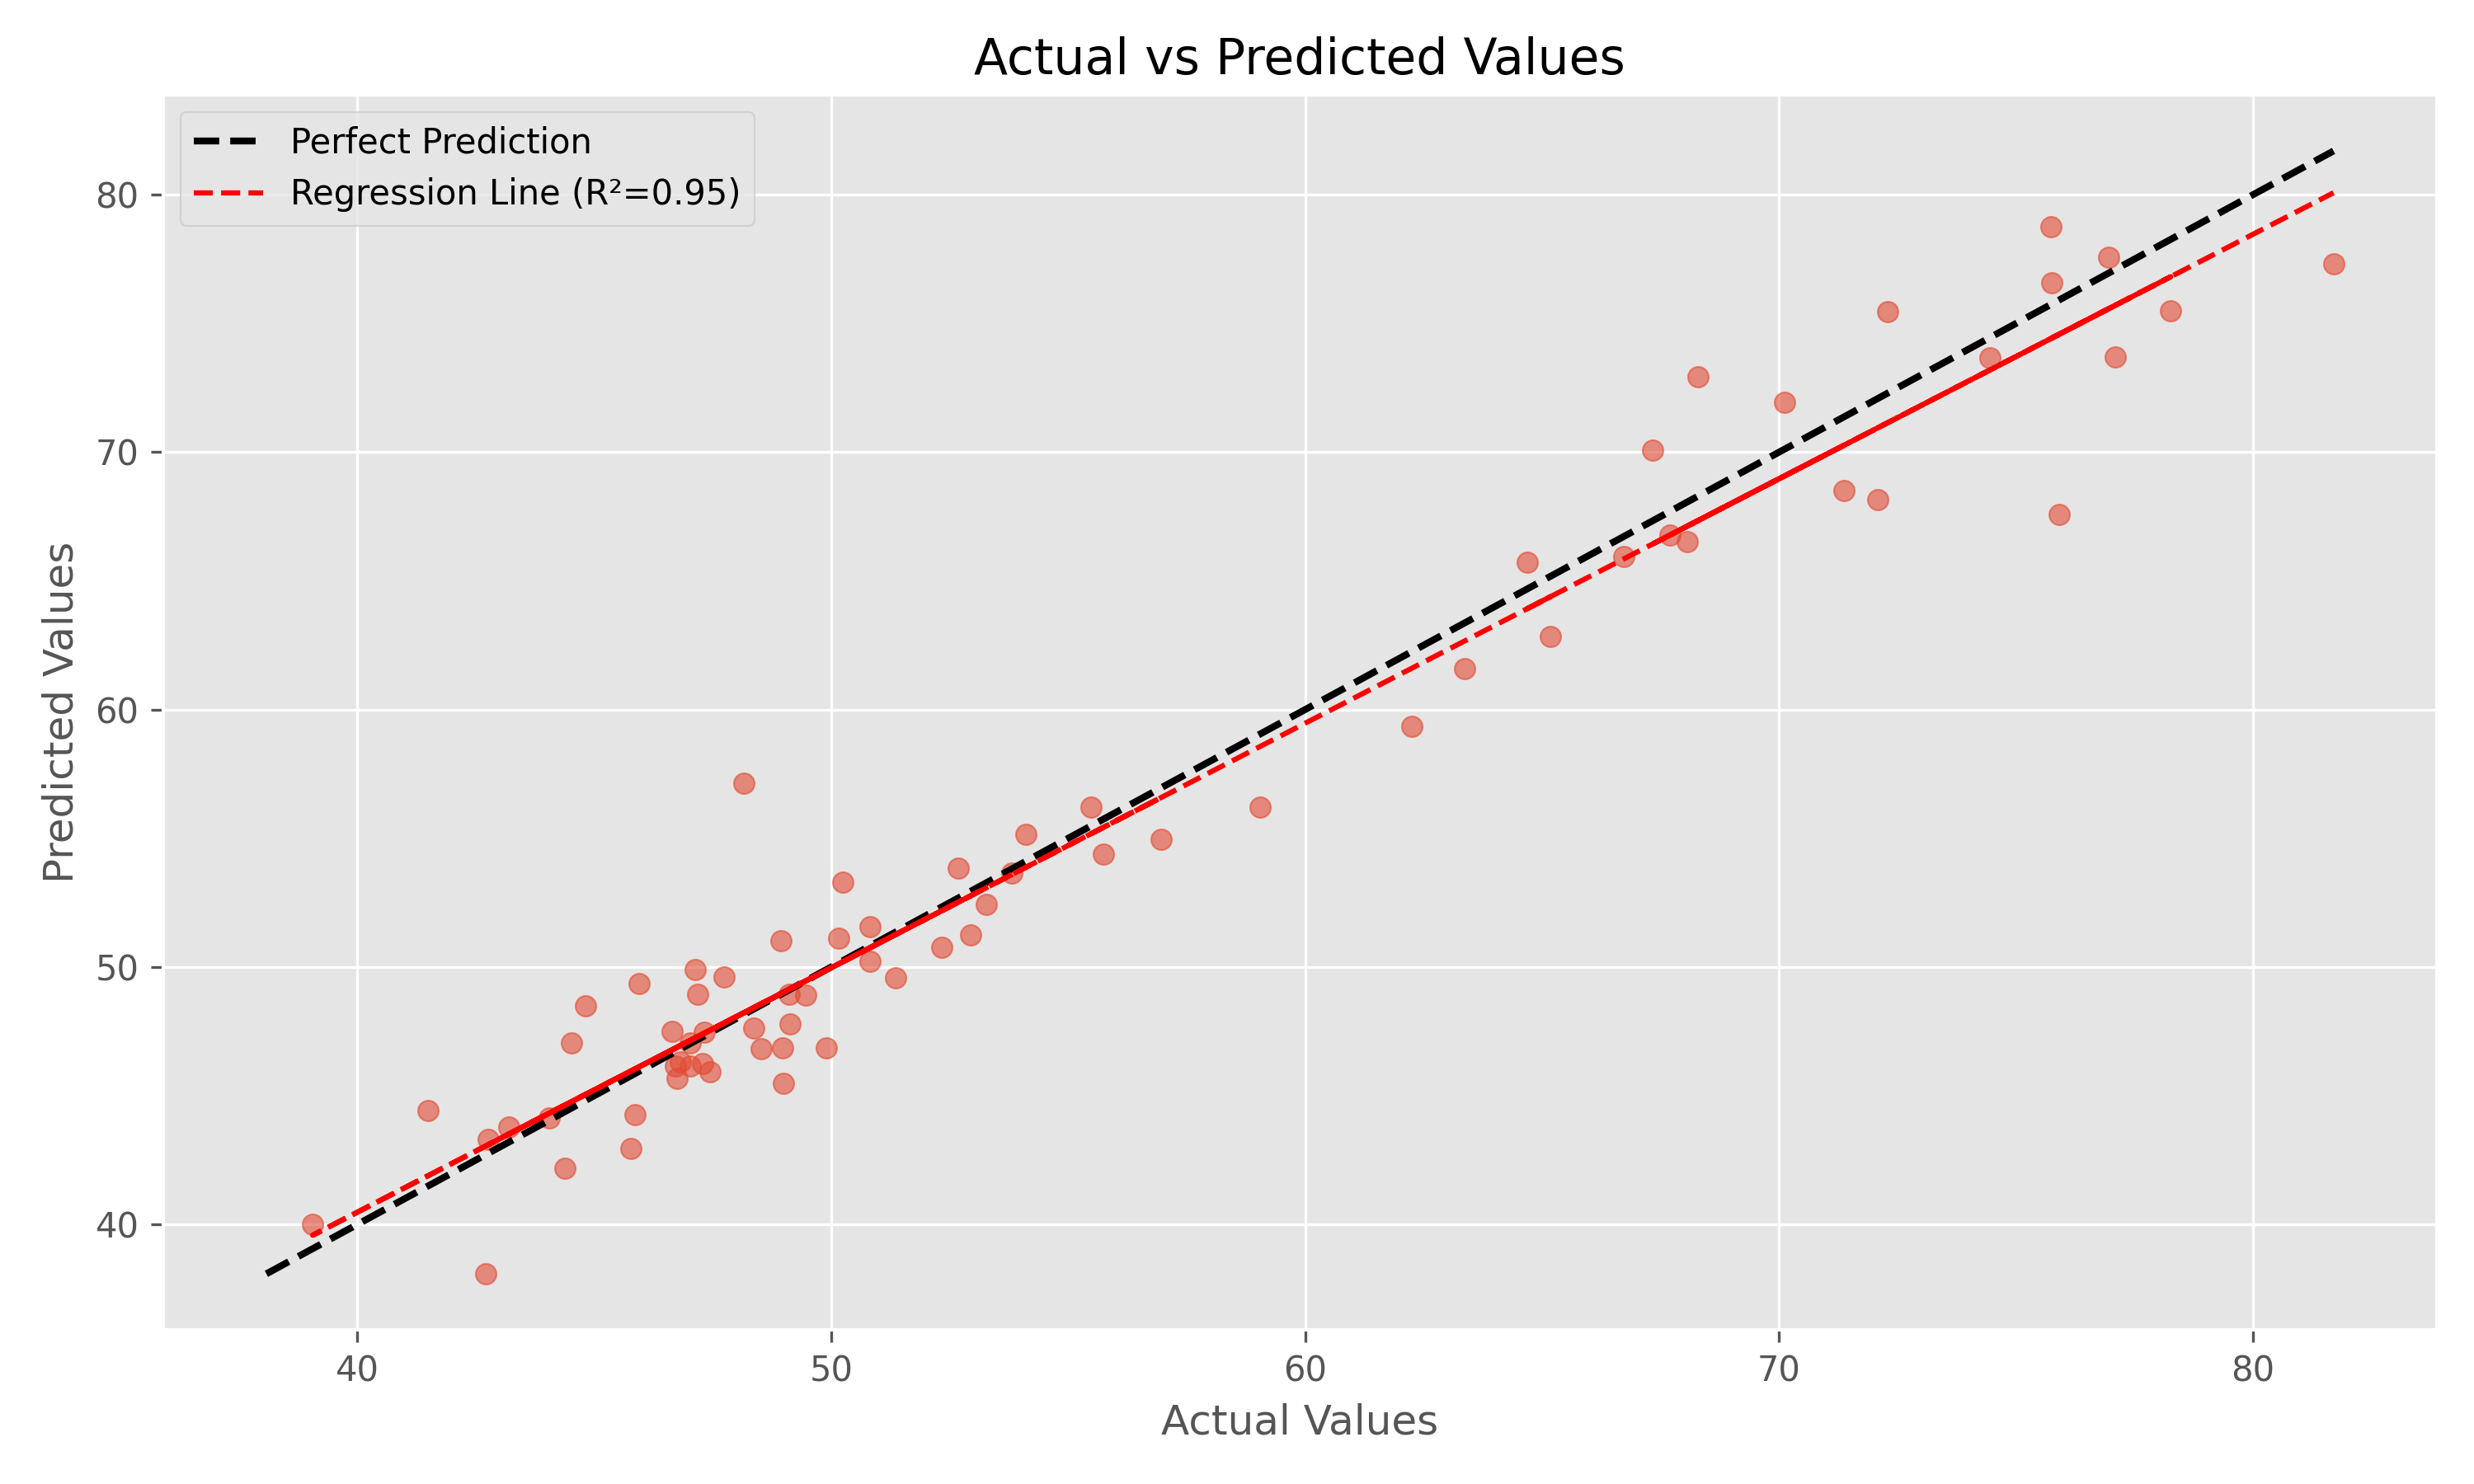 Actual vs Predicted Values
Perfect Prediction
Regression Line (R²=0.95)
80
70
60
50
40
Predicted Values
40 50 60 70 80
Actual Values